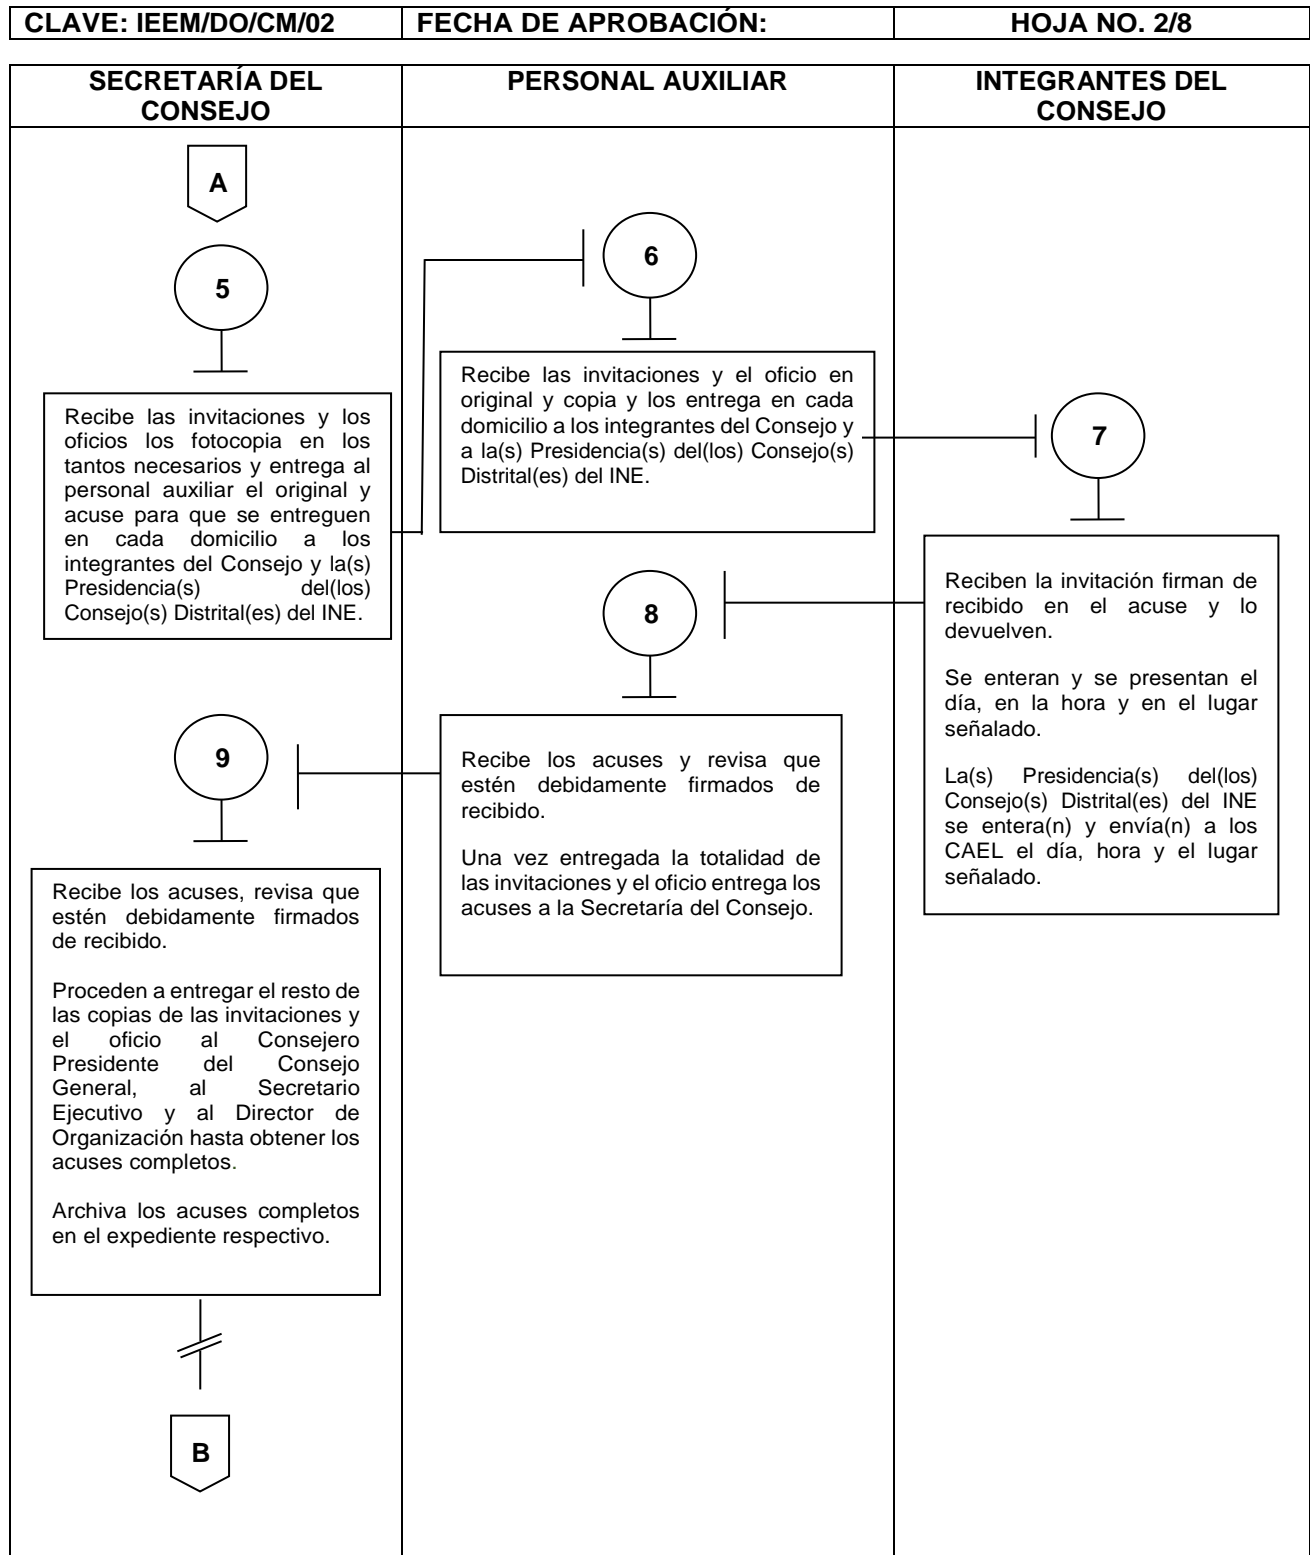 CLAVE: IEEM/DO/CM/02
FECHA DE APROBACIÓN:
HOJA NO. 2/8
SECRETARÍA DEL
CONSEJO
PERSONAL AUXILIAR
INTEGRANTES DEL
CONSEJO
A
5
Recibe las invitaciones y los
oficios los fotocopia en los
tantos necesarios y entrega al
personal auxiliar el original y
acuse para que se entreguen
en cada domicilio a los
integrantes del Consejo y la(s)
Presidencia(s) del(los)
Consejo(s) Distrital(es) del INE.
6
Recibe las invitaciones y el oficio en
original y copia y los entrega en cada
domicilio a los integrantes del Consejo y
a la(s) Presidencia(s) del(los) Consejo(s)
Distrital(es) del INE.
7
Reciben la invitación firman de
recibido en el acuse y lo
devuelven.
Se enteran y se presentan el
día, en la hora y en el lugar
señalado.
La(s) Presidencia(s) del(los)
Consejo(s) Distrital(es) del INE
se entera(n) y envía(n) a los
CAEL el día, hora y el lugar
señalado.
8
Recibe los acuses y revisa que
estén debidamente firmados de
recibido.
Una vez entregada la totalidad de
las invitaciones y el oficio entrega los
acuses a la Secretaría del Consejo.
9
Recibe los acuses, revisa que
estén debidamente firmados
de recibido.
Proceden a entregar el resto de
las copias de las invitaciones y
el oficio al Consejero
Presidente del Consejo
General, al Secretario
Ejecutivo y al Director de
Organización hasta obtener los
acuses completos.
Archiva los acuses completos
en el expediente respectivo.
B